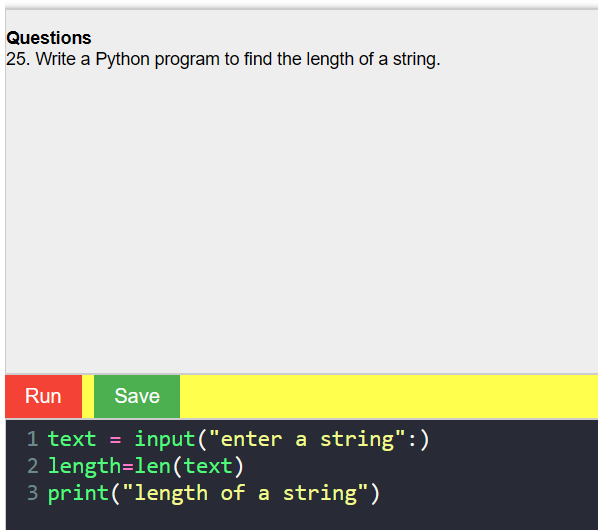 Questions
25. Write a Python program to find the length of a string.
Run Save
1 text = input("enter a string":)
2 length=len(text)
3 print("length of a string")